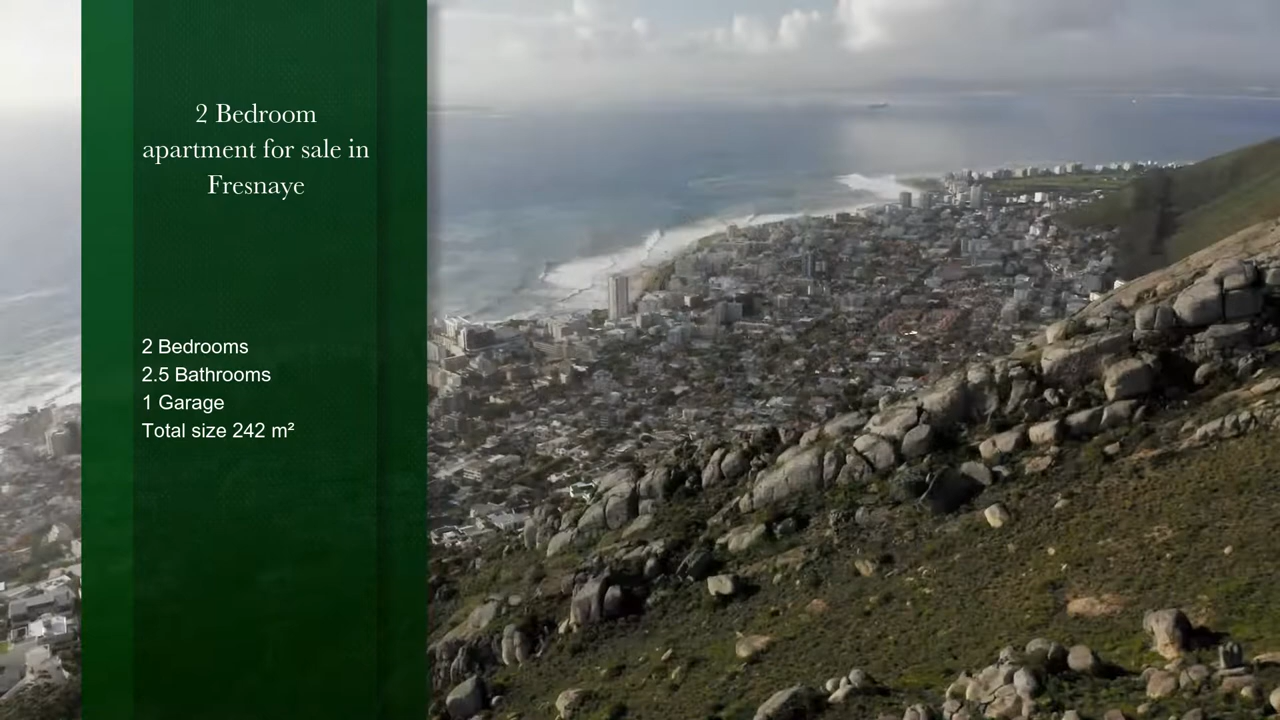 2 Bedroom
apartment for sale in
Fresnaye
2 Bedrooms
2.5 Bathrooms
1 Garage
Total size 242 m²